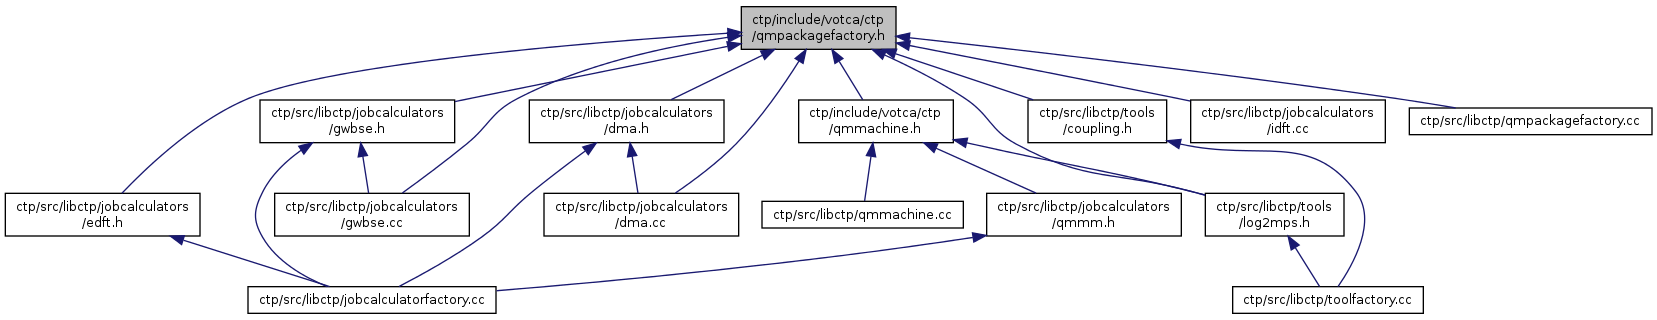 ctp/include/votca/ctp
/qmpackagefactory.h
ctp/src/libctp/jobcalculators
/gwbse.h
ctp/src/libctp/jobcalculators
/dma.h
ctp/include/votca/ctp
/qmmachine.h
ctp/src/libctp/tools
/coupling.h
ctp/src/libctp/jobcalculators
/idft.cc
ctp/src/libctp/qmpackagefactory.cc
ctp/src/libctp/jobcalculators
/edft.h
ctp/src/libctp/jobcalculators
/gwbse.cc
ctp/src/libctp/jobcalculators
/dma.cc
ctp/src/libctp/qmmachine.cc
ctp/src/libctp/jobcalculators
/qmmm.h
ctp/src/libctp/tools
/log2mps.h
ctp/src/libctp/jobcalculatorfactory.cc
ctp/src/libctp/toolfactory.cc